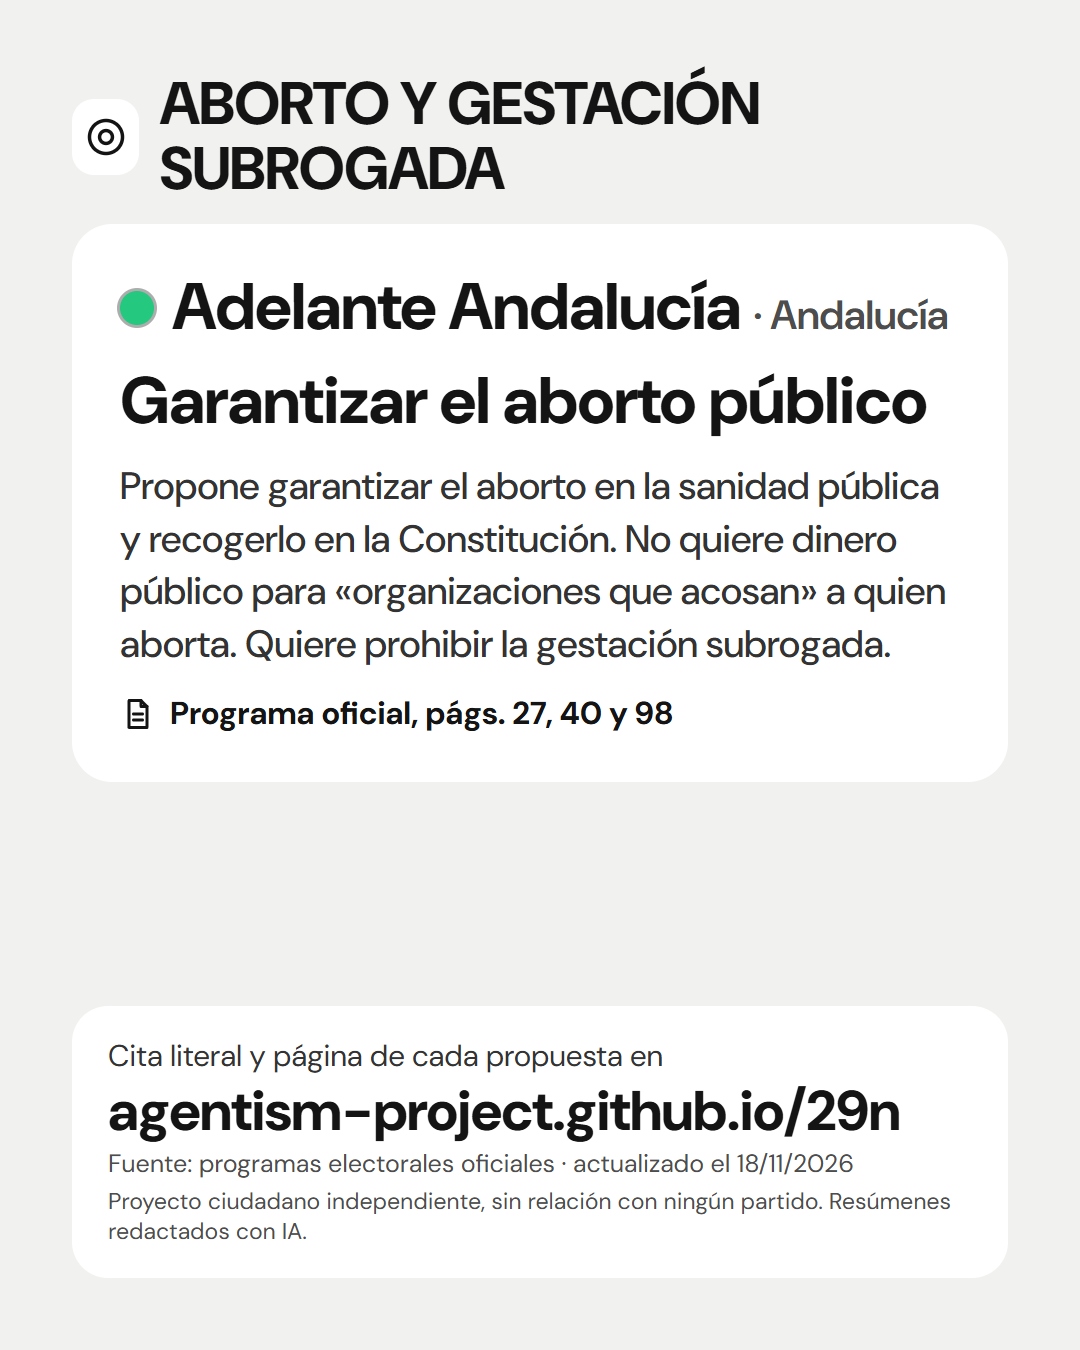 ABORTO Y GESTACIÓN
SUBROGADA
Adelante Andalucía · Andalucía
Garantizar el aborto público
Propone garantizar el aborto en la sanidad pública
y recogerlo en la Constitución. No quiere dinero
público para «organizaciones que acosan» a quien
aborta. Quiere prohibir la gestación subrogada.
Programa oficial, págs. 27, 40 y 98
Cita literal y página de cada propuesta en
agentism-project.github.io/29n
Fuente: programas electorales oficiales · actualizado el 18/11/2026
Proyecto ciudadano independiente, sin relación con ningún partido. Resúmenes
redactados con IA.